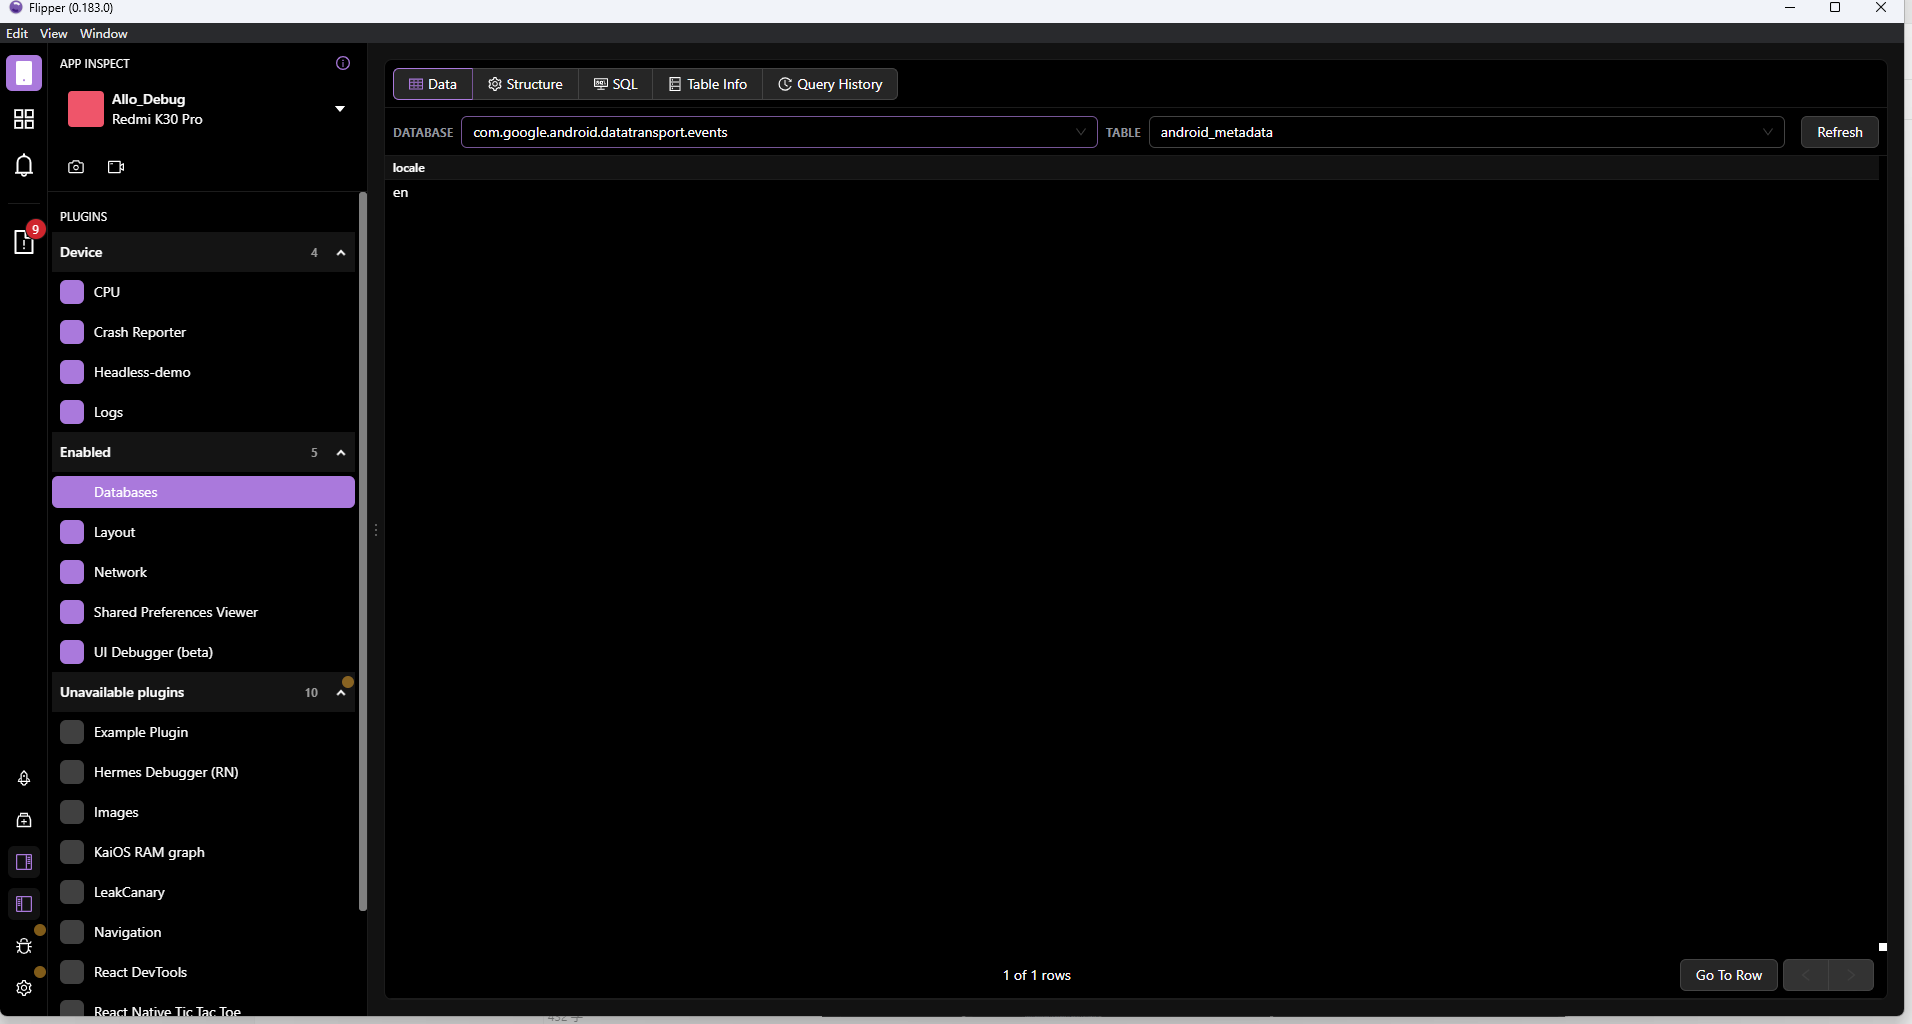 Flipper (0.183.0)
Edit View Window
APP INSPECT
Allo_Debug
Redmi K30 Pro
9
PLUGINS
Device 4
CPU
Crash Reporter
Headless-demo
Logs
Enabled 5
Databases
Layout
Network
Shared Preferences Viewer
UI Debugger (beta)
Unavailable plugins 10
Example Plugin
Hermes Debugger (RN)
Images
KaiOS RAM graph
LeakCanary
Navigation
React DevTools
React Native Tic Tac Toe
Data Structure SQL Table Info Query History
DATABASE com.google.android.datatransport.events TABLE android_metadata Refresh
locale
en
1 of 1 rows
Go To Row